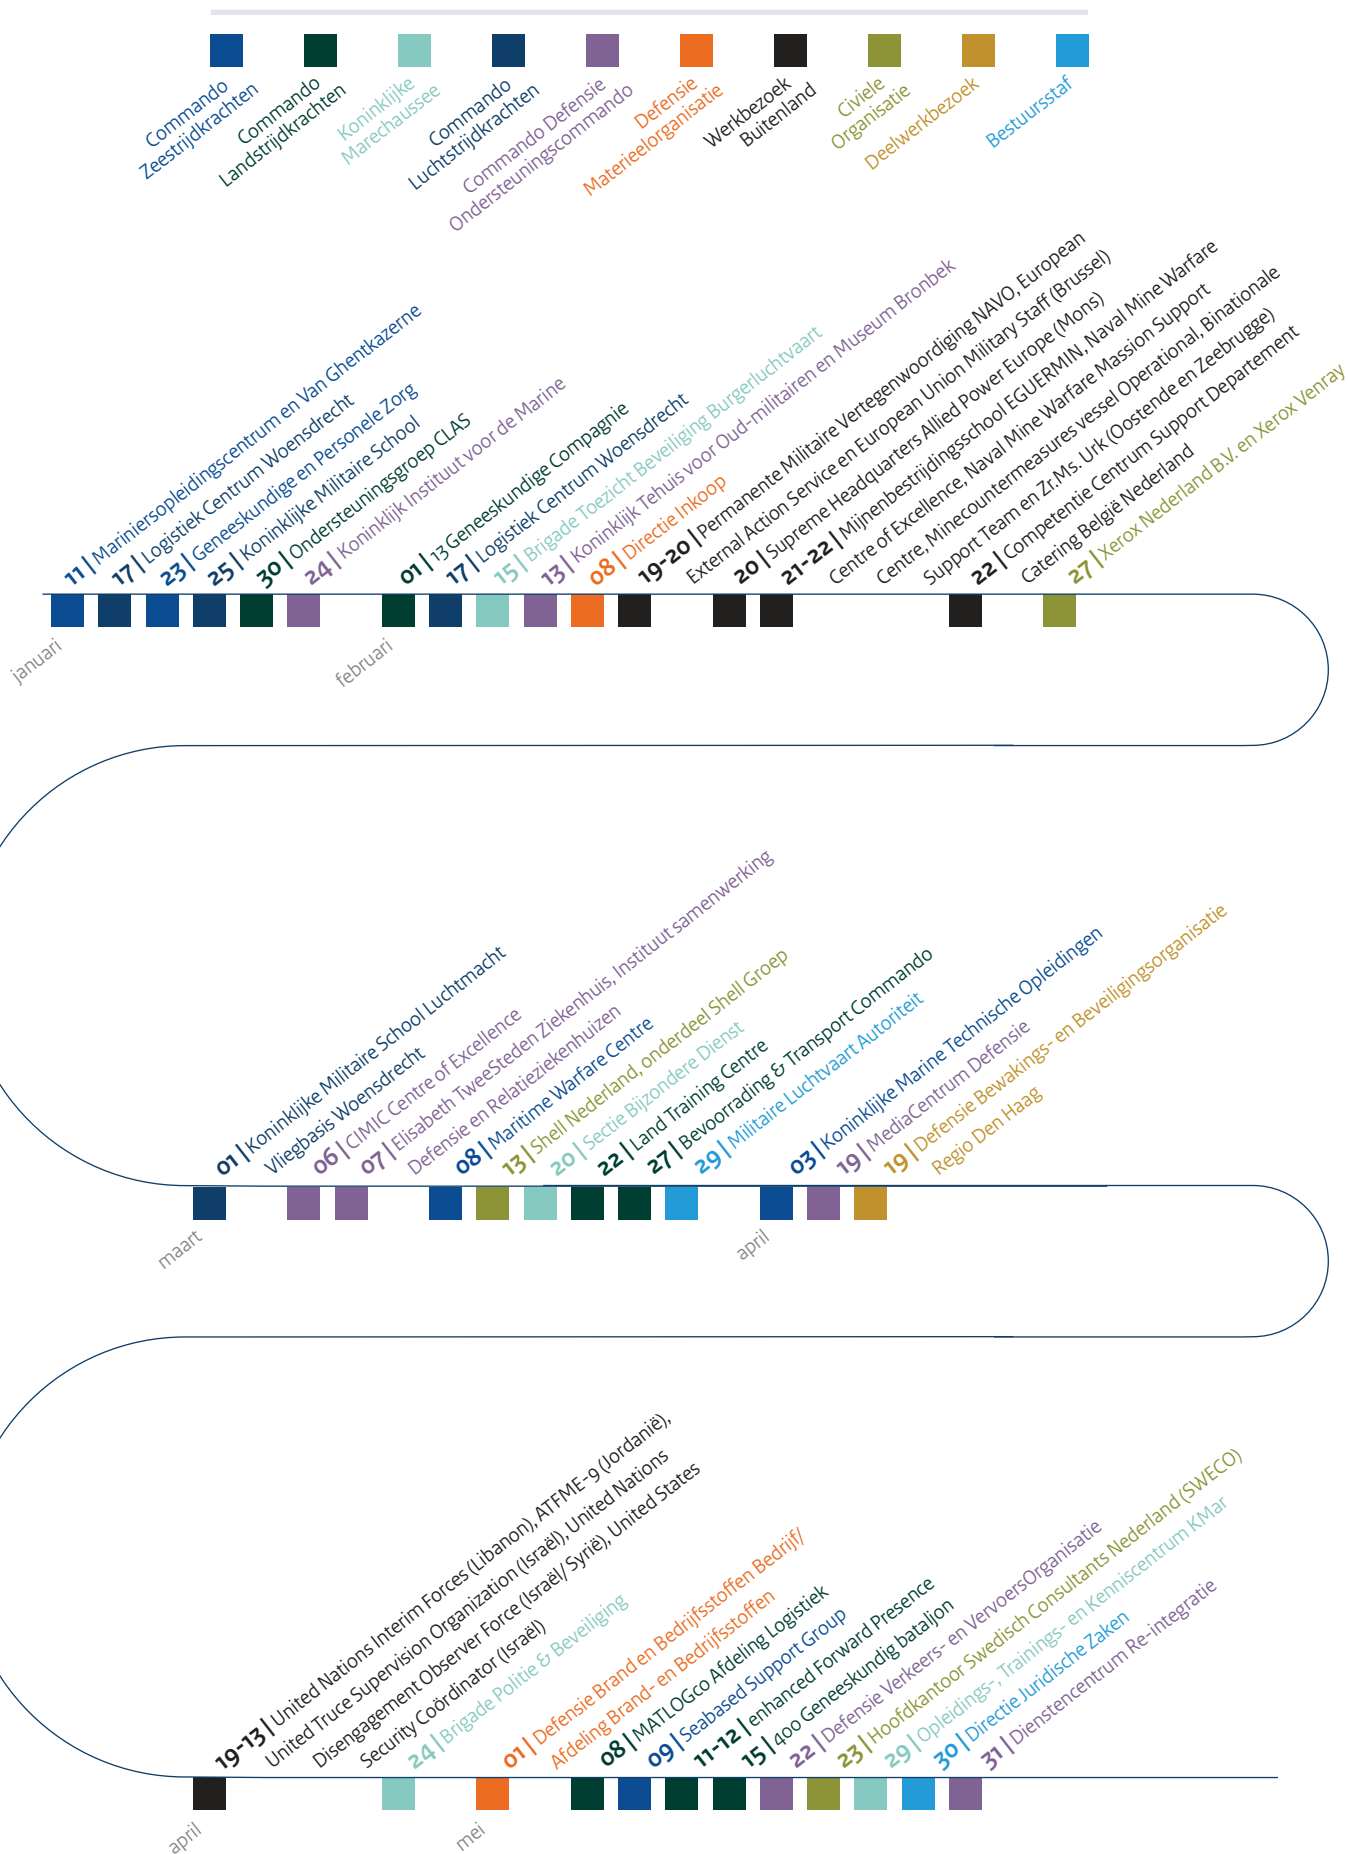 Commando
Zeestrijdkrachten
Commando
Landstrijdkrachten
Koninklijke
Marechaussee
Commando
Luchtstrijdkrachten
Commando Defensie
Ondersteuningscommando
Defensie
Materieelorganisatie
Werkbezoek
Buitenland
Civiele
Organisatie
Deelwerkbezoek
Bestuursstaf
11 | Mariniersopleidingscentrum en Van Ghentkazerne
17 | Logistiek Centrum Woensdrecht
23 | Geneeskundige en Personele Zorg
25 | Koninklijke Militaire School
30 | Ondersteuningsgroep CLAS
24 | Koninklijk Instituut voor de Marine
01 | 13 Geneeskundige Compagnie
17 | Logistiek Centrum Woensdrecht
15 | Brigade Toezicht Beveiliging Burgerluchtvaart
13 | Koninklijk Tehuis voor Oud-militairen en Museum Bronbek
08 | Directie Inkoop
19-20 | Permanente Militaire Vertegenwoordiging NAVO, European
External Action Service en European Union Military Staff (Brussel)
20 | Supreme Headquarters Allied Power Europe (Mons)
21-22 | Mijnenbestrijdingsschool EGUERMIN, Naval Mine Warfare
Centre of Excellence, Naval Mine Warfare Massion Support
Centre, Minecountermeasures vessel Operational, Binationale
Support Team en Zr.Ms. Urk (Oostende en Zeebrugge)
22 | Competentie Centrum Support Departement
Catering België Nederland
27 | Xerox Nederland B.V. en Xerox Venray
januari
februari
01 | Koninklijke Militaire School Luchtmacht
Vliegbasis Woensdrecht
06 | CIMIC Centre of Excellence
07 | Elisabeth TweeSteden Ziekenhuis, Instituut samenwerking
Defensie en Relatieziekenhuizen
08 | Maritime Warfare Centre
13 | Shell Nederland, onderdeel Shell Groep
20 | Sectie Bijzondere Dienst
22 | Land Training Centre
27 | Bevoorrading & Transport Commando
29 | Militaire Luchtvaart Autoriteit
03 | Koninklijke Marine Technische Opleidingen
19 | MediaCentrum Defensie
19 | Defensie Bewakings- en Beveiligingsorganisatie
Regio Den Haag
maart
april
19-13 | United Nations Interim Forces (Libanon), ATFME-9 (Jordanië),
United Truce Supervision Organization (Israël), United Nations
Disengagement Observer Force (Israël/Syrië), United States
Security Coördinator (Israël)
24 | Brigade Politie & Beveiliging
01 | Defensie Brand en Bedrijfsstoffen Bedrijf/
Afdeling Brand- en Bedrijfsstoffen
08 | MATLOGco Afdeling Logistiek
09 | Seabased Support Group
11-12 | enhanced Forward Presence
15 | 400 Geneeskundig bataljon
22 | Defensie Verkeers- en VervoersOrganisatie
23 | Hoofdkantoor Swedisch Consultants Nederland (SWECO)
29 | Opleidings-, Trainings- en Kenniscentrum KMar
30 | Directie Juridische Zaken
31 | Dienstencentrum Re-integratie
april
mei